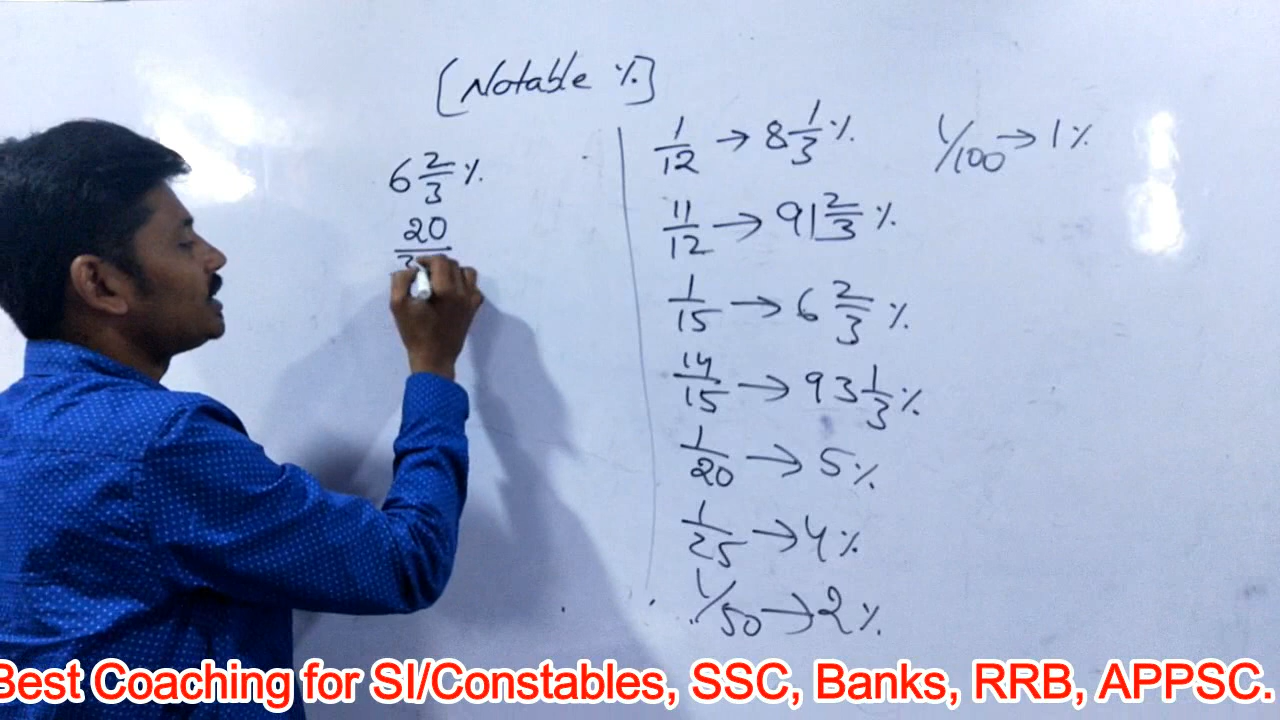 [Notable %]
6 2/3 %
20/3
1/12 → 8 1/3 %
11/12 → 91 2/3 %
1/15 → 6 2/3 %
14/15 → 93 1/3 %
1/20 → 5 %
1/25 → 4 %
1/50 → 2 %
1/100 → 1 %
Best Coaching for SI/Constables, SSC, Banks, RRB, APPSC.